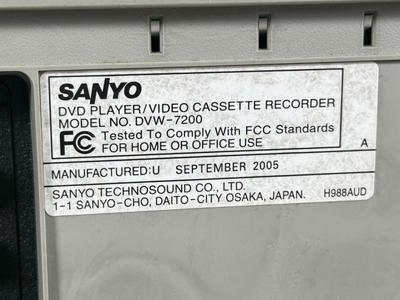 SANYO
DVD PLAYER/VIDEO CASSETTE RECORDER
MODEL NO. DVW-7200
FC Tested To Comply With FCC Standards
FOR HOME OR OFFICE USE A
MANUFACTURED:U SEPTEMBER 2005
SANYO TECHNOSOUND CO., LTD.
1-1 SANYO-CHO, DAITO-CITY OSAKA, JAPAN. H988AUD